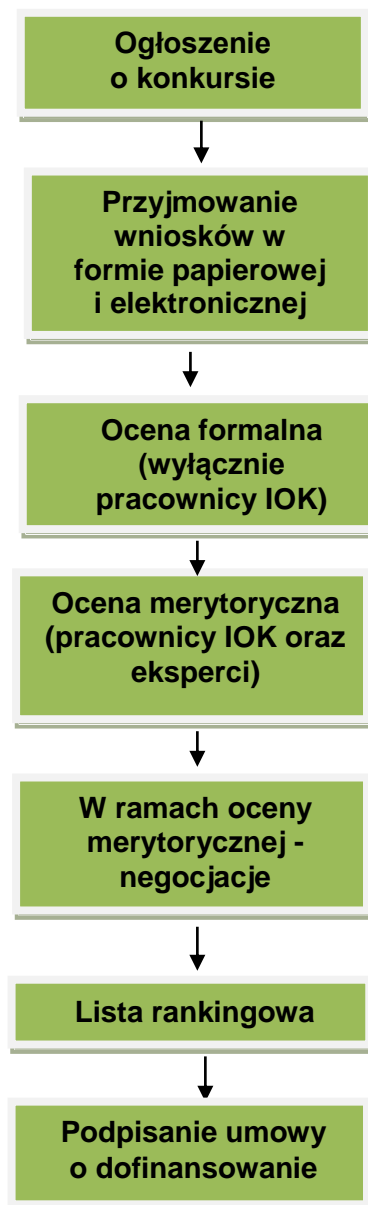 Ogłoszenie
o konkursie
Przyjmowanie
wniosków w
formie papierowej
i elektronicznej
Ocena formalna
(wyłącznie
pracownicy IOK)
Ocena merytoryczna
(pracownicy IOK oraz
eksperci)
W ramach oceny
merytorycznej -
negocjacje
Lista rankingowa
Podpisanie umowy
o dofinansowanie